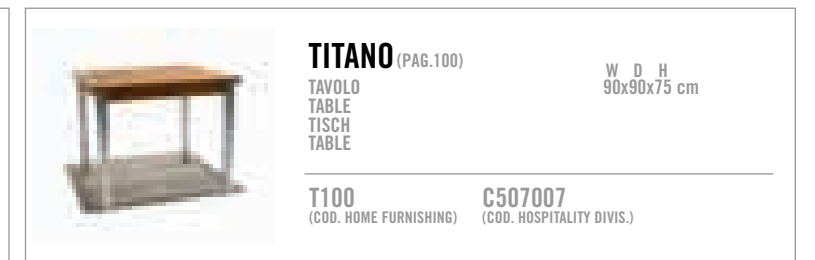 TITANO (PAG.100)
W D H
90x90x75 cm
TAVOLO
TABLE
TISCH
TABLE
T100
(COD. HOME FURNISHING)
C507007
(COD. HOSPITALITY DIVIS.)